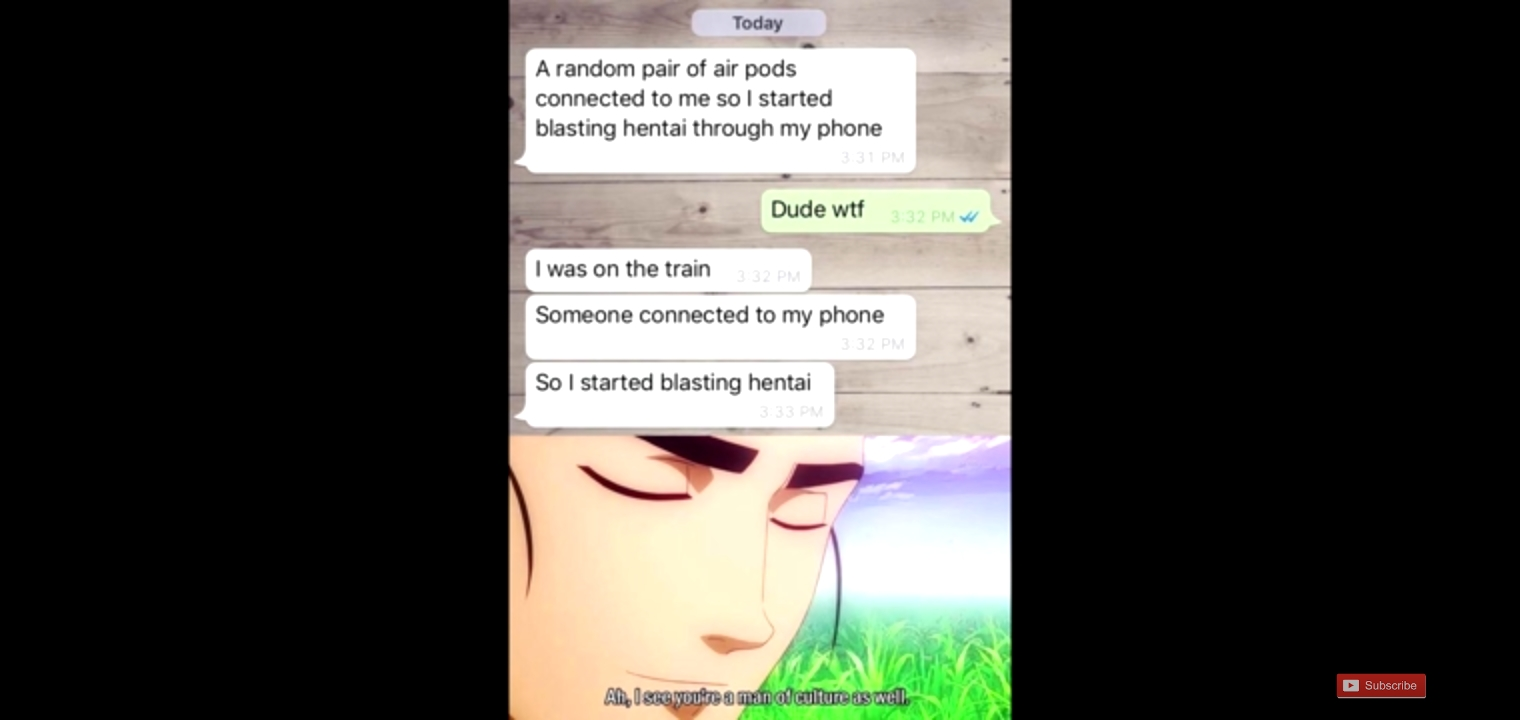 Today
A random pair of air pods
connected to me so I started
blasting hentai through my phone
3:31 PM
Dude wtf 3:32 PM
I was on the train 3:32 PM
Someone connected to my phone
3:32 PM
So I started blasting hentai
3:33 PM
Ah, I see you're a man of culture as well.
Subscribe